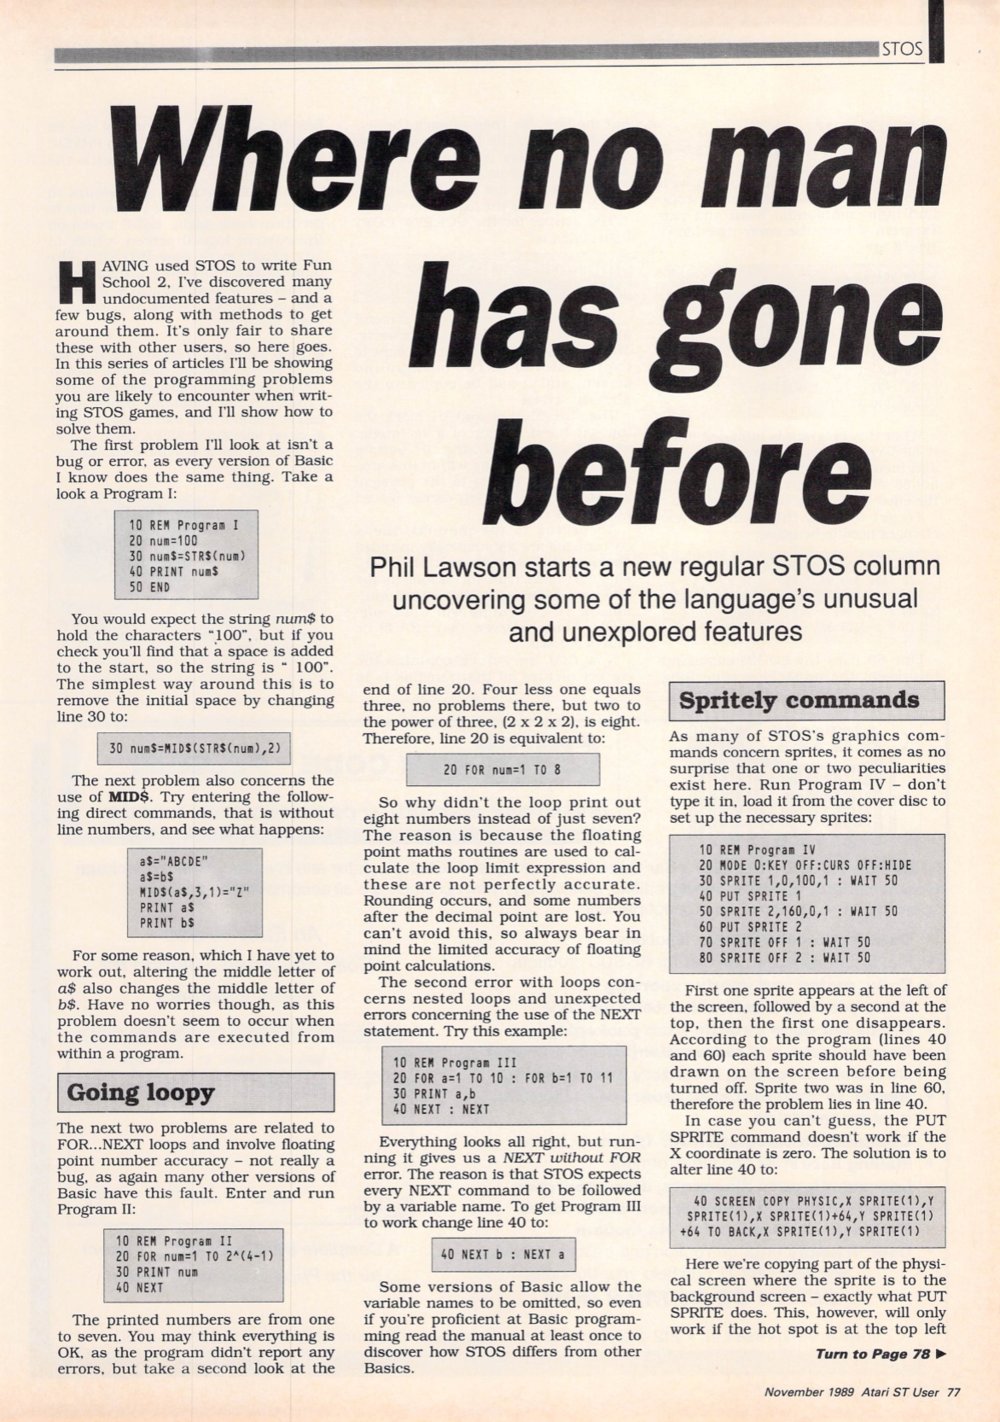 STOS
Where no man
has gone
before
Phil Lawson starts a new regular STOS column
uncovering some of the language's unusual
and unexplored features
HAVING used STOS to write Fun
School 2, I've discovered many
undocumented features – and a
few bugs, along with methods to get
around them. It's only fair to share
these with other users, so here goes.
In this series of articles I'll be showing
some of the programming problems
you are likely to encounter when writ-
ing STOS games, and I'll show how to
solve them.
The first problem I'll look at isn't a
bug or error, as every version of Basic
I know does the same thing. Take a
look a Program I:
10 REM Program I
20 num=100
30 num$=STR$(num)
40 PRINT num$
50 END
You would expect the string num$ to
hold the characters "100", but if you
check you'll find that a space is added
to the start, so the string is " 100".
The simplest way around this is to
remove the initial space by changing
line 30 to:
30 num$=MID$(STR$(num),2)
The next problem also concerns the
use of MID$. Try entering the follow-
ing direct commands, that is without
line numbers, and see what happens:
a$="ABCDE"
a$=b$
MID$(a$,3,1)="Z"
PRINT a$
PRINT b$
For some reason, which I have yet to
work out, altering the middle letter of
a$ also changes the middle letter of
b$. Have no worries though, as this
problem doesn't seem to occur when
the commands are executed from
within a program.
Going loopy
The next two problems are related to
FOR...NEXT loops and involve floating
point number accuracy – not really a
bug, as again many other versions of
Basic have this fault. Enter and run
Program II:
10 REM Program II
20 FOR num=1 TO 2^(4-1)
30 PRINT num
40 NEXT
The printed numbers are from one
to seven. You may think everything is
OK, as the program didn't report any
errors, but take a second look at the
end of line 20. Four less one equals
three, no problems there, but two to
the power of three, (2 x 2 x 2), is eight.
Therefore, line 20 is equivalent to:
20 FOR num=1 TO 8
So why didn't the loop print out
eight numbers instead of just seven?
The reason is because the floating
point maths routines are used to cal-
culate the loop limit expression and
these are not perfectly accurate.
Rounding occurs, and some numbers
after the decimal point are lost. You
can't avoid this, so always bear in
mind the limited accuracy of floating
point calculations.
The second error with loops con-
cerns nested loops and unexpected
errors concerning the use of the NEXT
statement. Try this example:
10 REM Program III
20 FOR a=1 TO 10 : FOR b=1 TO 11
30 PRINT a,b
40 NEXT : NEXT
Everything looks all right, but run-
ning it gives us a NEXT without FOR
error. The reason is that STOS expects
every NEXT command to be followed
by a variable name. To get Program III
to work change line 40 to:
40 NEXT b : NEXT a
Some versions of Basic allow the
variable names to be omitted, so even
if you're proficient at Basic program-
ming read the manual at least once to
discover how STOS differs from other
Basics.
Spritely commands
As many of STOS's graphics com-
mands concern sprites, it comes as no
surprise that one or two peculiarities
exist here. Run Program IV – don't
type it in, load it from the cover disc to
set up the necessary sprites:
10 REM Program IV
20 MODE 0:KEY OFF:CURS OFF:HIDE
30 SPRITE 1,0,100,1 : WAIT 50
40 PUT SPRITE 1
50 SPRITE 2,160,0,1 : WAIT 50
60 PUT SPRITE 2
70 SPRITE OFF 1 : WAIT 50
80 SPRITE OFF 2 : WAIT 50
First one sprite appears at the left of
the screen, followed by a second at the
top, then the first one disappears.
According to the program (lines 40
and 60) each sprite should have been
drawn on the screen before being
turned off. Sprite two was in line 60,
therefore the problem lies in line 40.
In case you can't guess, the PUT
SPRITE command doesn't work if the
X coordinate is zero. The solution is to
alter line 40 to:
40 SCREEN COPY PHYSIC,X SPRITE(1),Y
SPRITE(1),X SPRITE(1)+64,Y SPRITE(1)
+64 TO BACK,X SPRITE(1),Y SPRITE(1)
Here we're copying part of the physi-
cal screen where the sprite is to the
background screen – exactly what PUT
SPRITE does. This, however, will only
work if the hot spot is at the top left
Turn to Page 78 ►
November 1989 Atari ST User 77